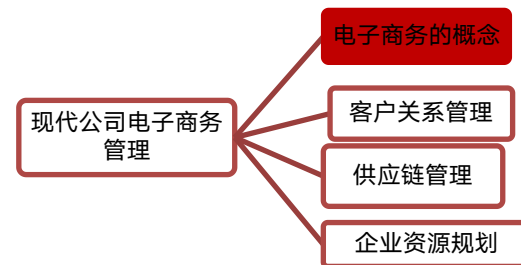 电子商务的概念
客户关系管理
现代公司电子商务
管理
供应链管理
企业资源规划